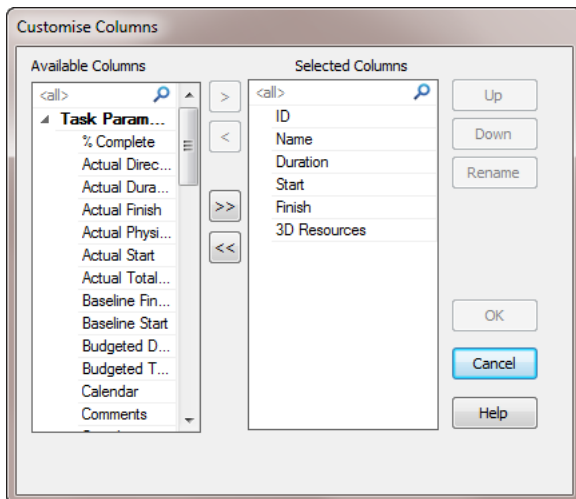 Customise Columns
Available Columns
<all>
Task Param...
% Complete
Actual Direc...
Actual Dura...
Actual Finish
Actual Physi...
Actual Start
Actual Total...
Baseline Fin...
Baseline Start
Budgeted D...
Budgeted T...
Calendar
Comments
>
<
>>
<<
Selected Columns
<all>
ID
Name
Duration
Start
Finish
3D Resources
Up
Down
Rename
OK
Cancel
Help